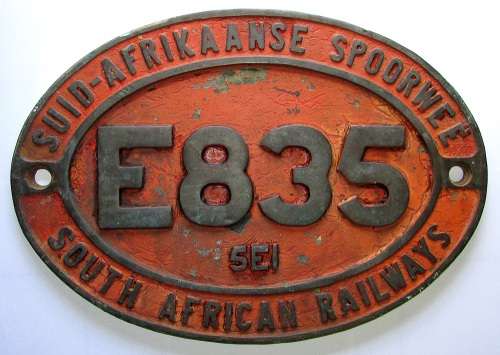 SUID-AFRIKAANSE SPOORWEË
E835
5E1
SOUTH AFRICAN RAILWAYS